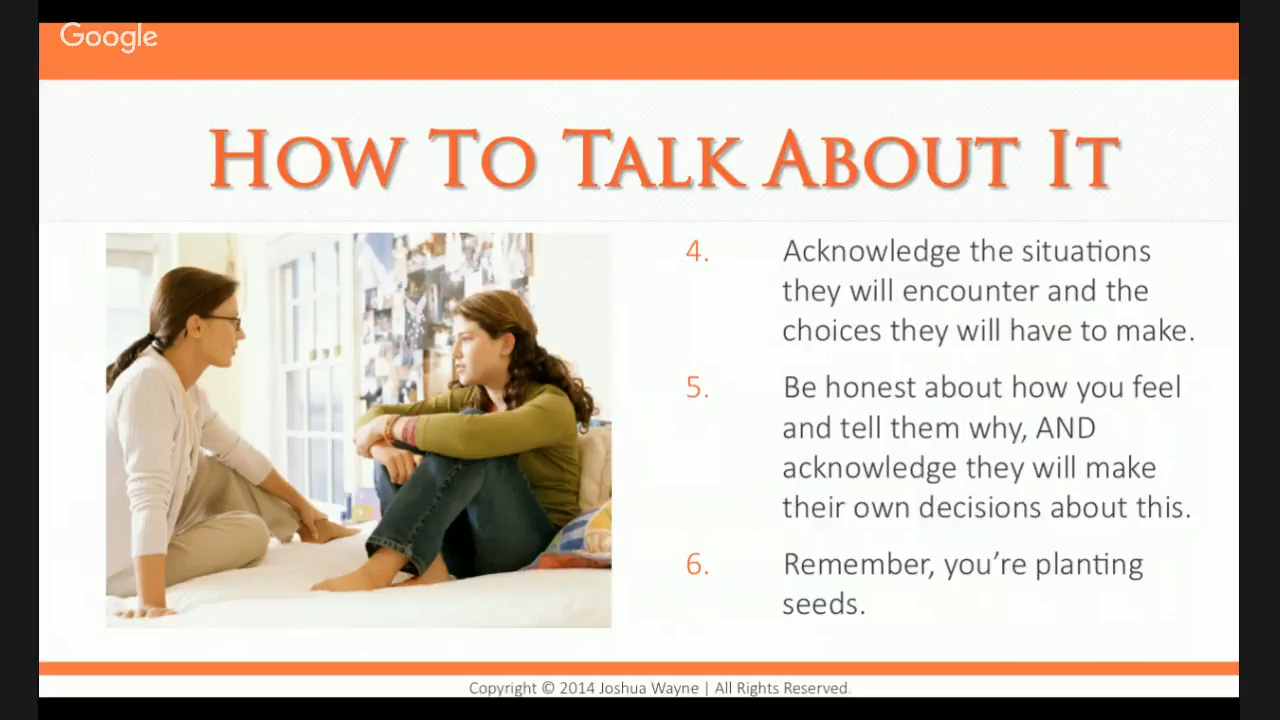 Google
How To Talk About It
4. Acknowledge the situations
they will encounter and the
choices they will have to make.
5. Be honest about how you feel
and tell them why, AND
acknowledge they will make
their own decisions about this.
6. Remember, you’re planting
seeds.
Copyright © 2014 Joshua Wayne | All Rights Reserved.